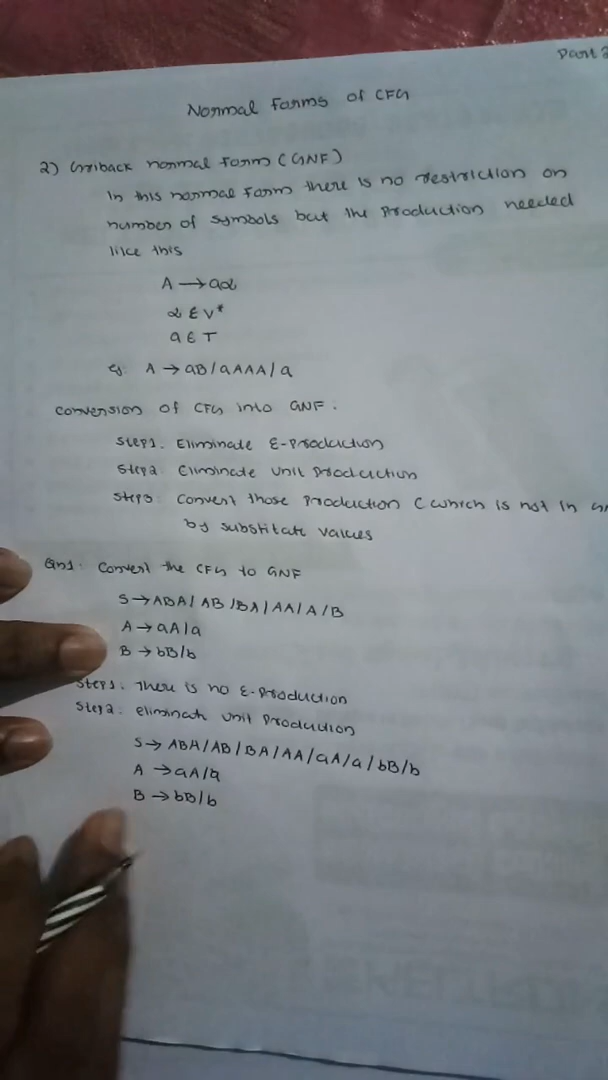 Part 2
Normal Forms of CFG
2) Griback normal form (GNF)
In this normal form there is no restriction on
number of symbols but the Production needed
like this
A → aα
α ∈ V*
a ∈ T
eg: A → aB/aAAA/a
Conversion of CFG into GNF.
Step1. Eliminate ε-Production
Step2. Eliminate Unit Production
Step3. Convert those Production (which is not in
by substitute values
Qn1. Convert the CFG to GNF
S → ABA/AB/BA/AA/A/B
A → aA/a
B → bB/b
Step1: There is no ε-Production
Step2. eliminate Unit Production
S → ABA/AB/BA/AA/aA/a/bB/b
A → aA/a
B → bB/b